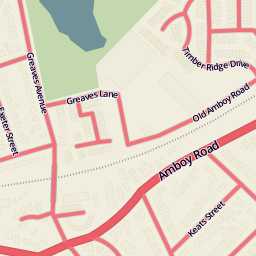 Timber Ridge Drive
Greaves Avenue
Greaves Lane
Old Amboy Road
Exeter Street
Amboy Road
Keats Street